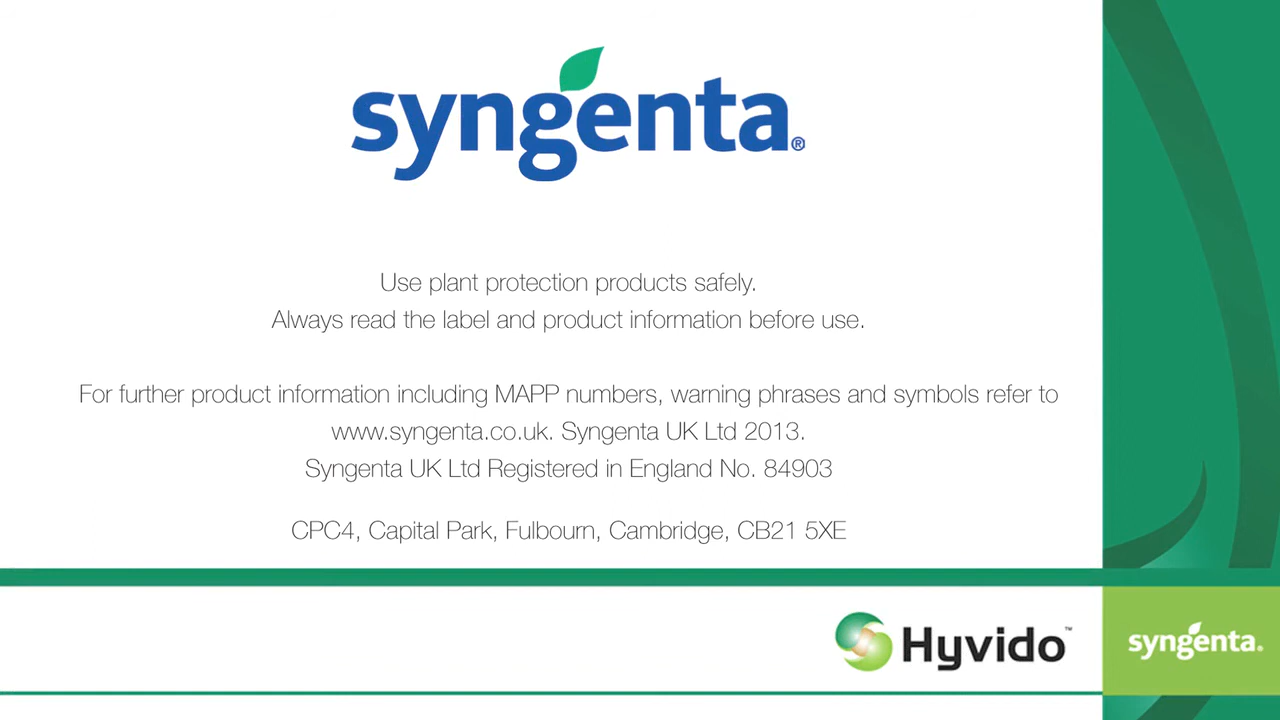 syngenta®
Use plant protection products safely.
Always read the label and product information before use.
For further product information including MAPP numbers, warning phrases and symbols refer to
www.syngenta.co.uk. Syngenta UK Ltd 2013.
Syngenta UK Ltd Registered in England No. 84903
CPC4, Capital Park, Fulbourn, Cambridge, CB21 5XE
Hyvido™
syngenta.